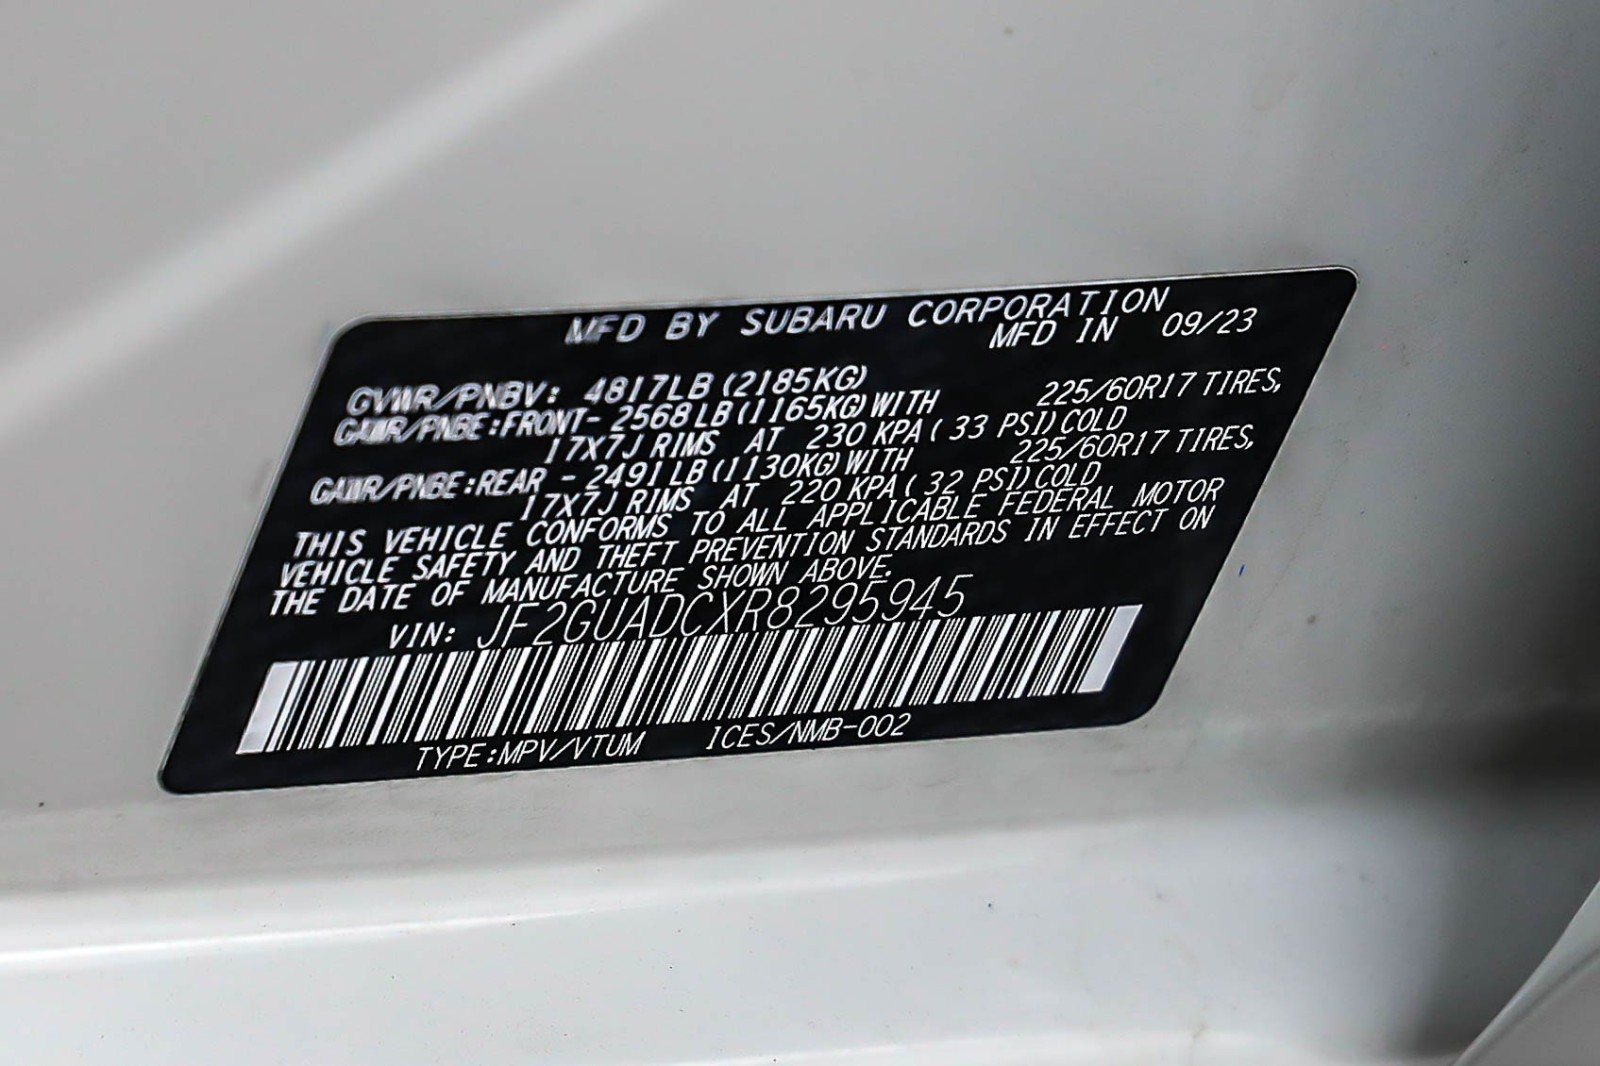 MFD BY SUBARU CORPORATION
MFD IN 09/23
GVWR/PNBV: 4817LB (2185KG)
GAWR/PNBE:FRONT- 2568LB(1165KG)WITH 225/60R17 TIRES,
17X7J RIMS AT 230 KPA( 33 PSI)COLD
GAWR/PNBE:REAR - 2491LB(1130KG)WITH 225/60R17 TIRES,
17X7J RIMS AT 220 KPA( 32 PSI)COLD
THIS VEHICLE CONFORMS TO ALL APPLICABLE FEDERAL MOTOR
VEHICLE SAFETY AND THEFT PREVENTION STANDARDS IN EFFECT ON
THE DATE OF MANUFACTURE SHOWN ABOVE.
VIN: JF2GUADCXR8295945
TYPE:MPV/VTUM ICES/NMB-002